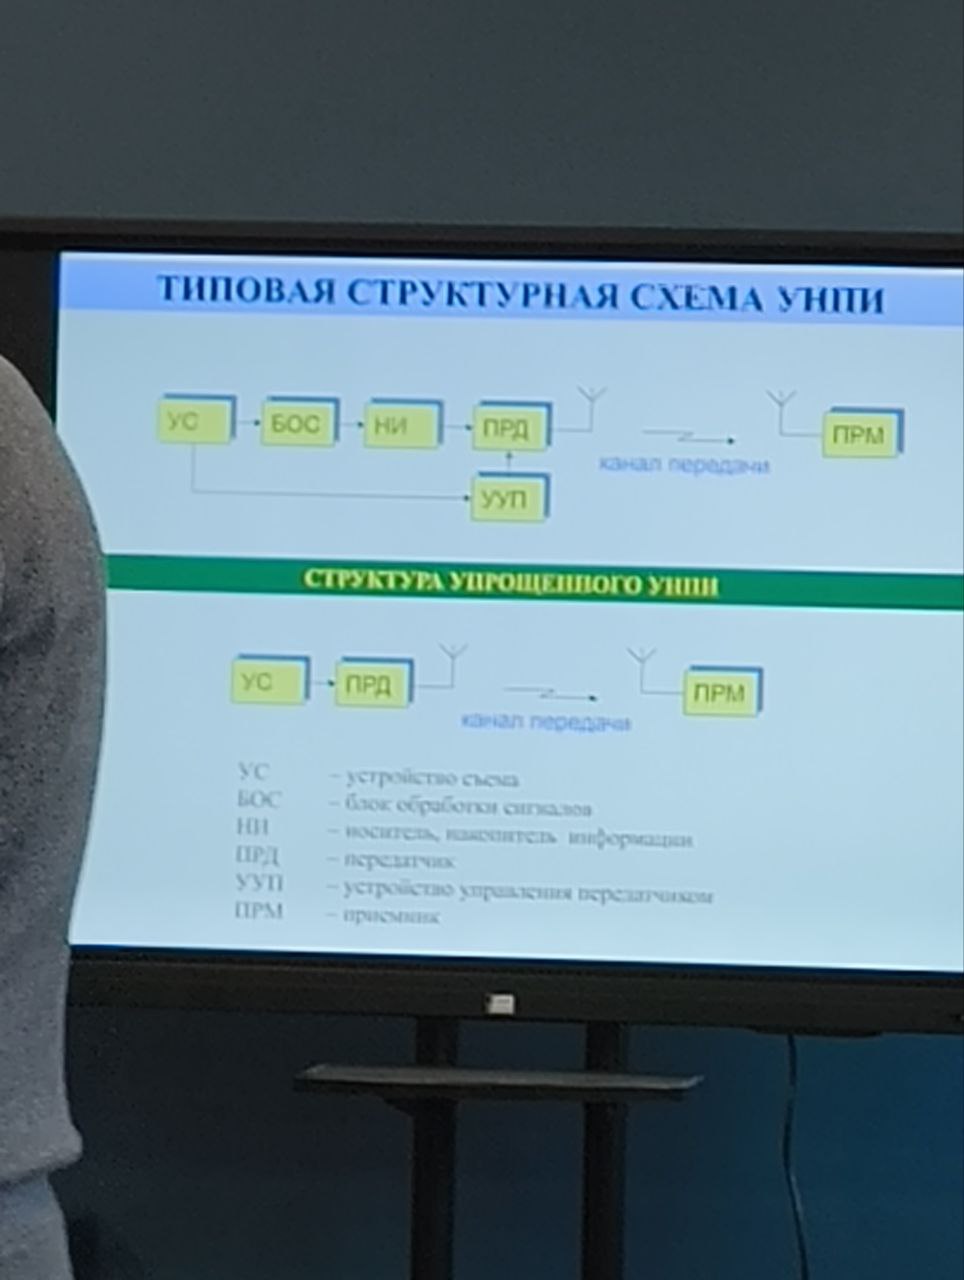 ТИПОВАЯ СТРУКТУРНАЯ СХЕМА УНПИ
УС БОС НИ ПРД ПРМ
канал передачи
УУП
СТРУКТУРА УПРОЩЕННОГО УНПИ
УС ПРД ПРМ
канал передачи
УС – устройство съема
БОС – блок обработки сигналов
НИ – носитель, накопитель информации
ПРД – передатчик
УУП – устройство управления передатчиком
ПРМ – приемник